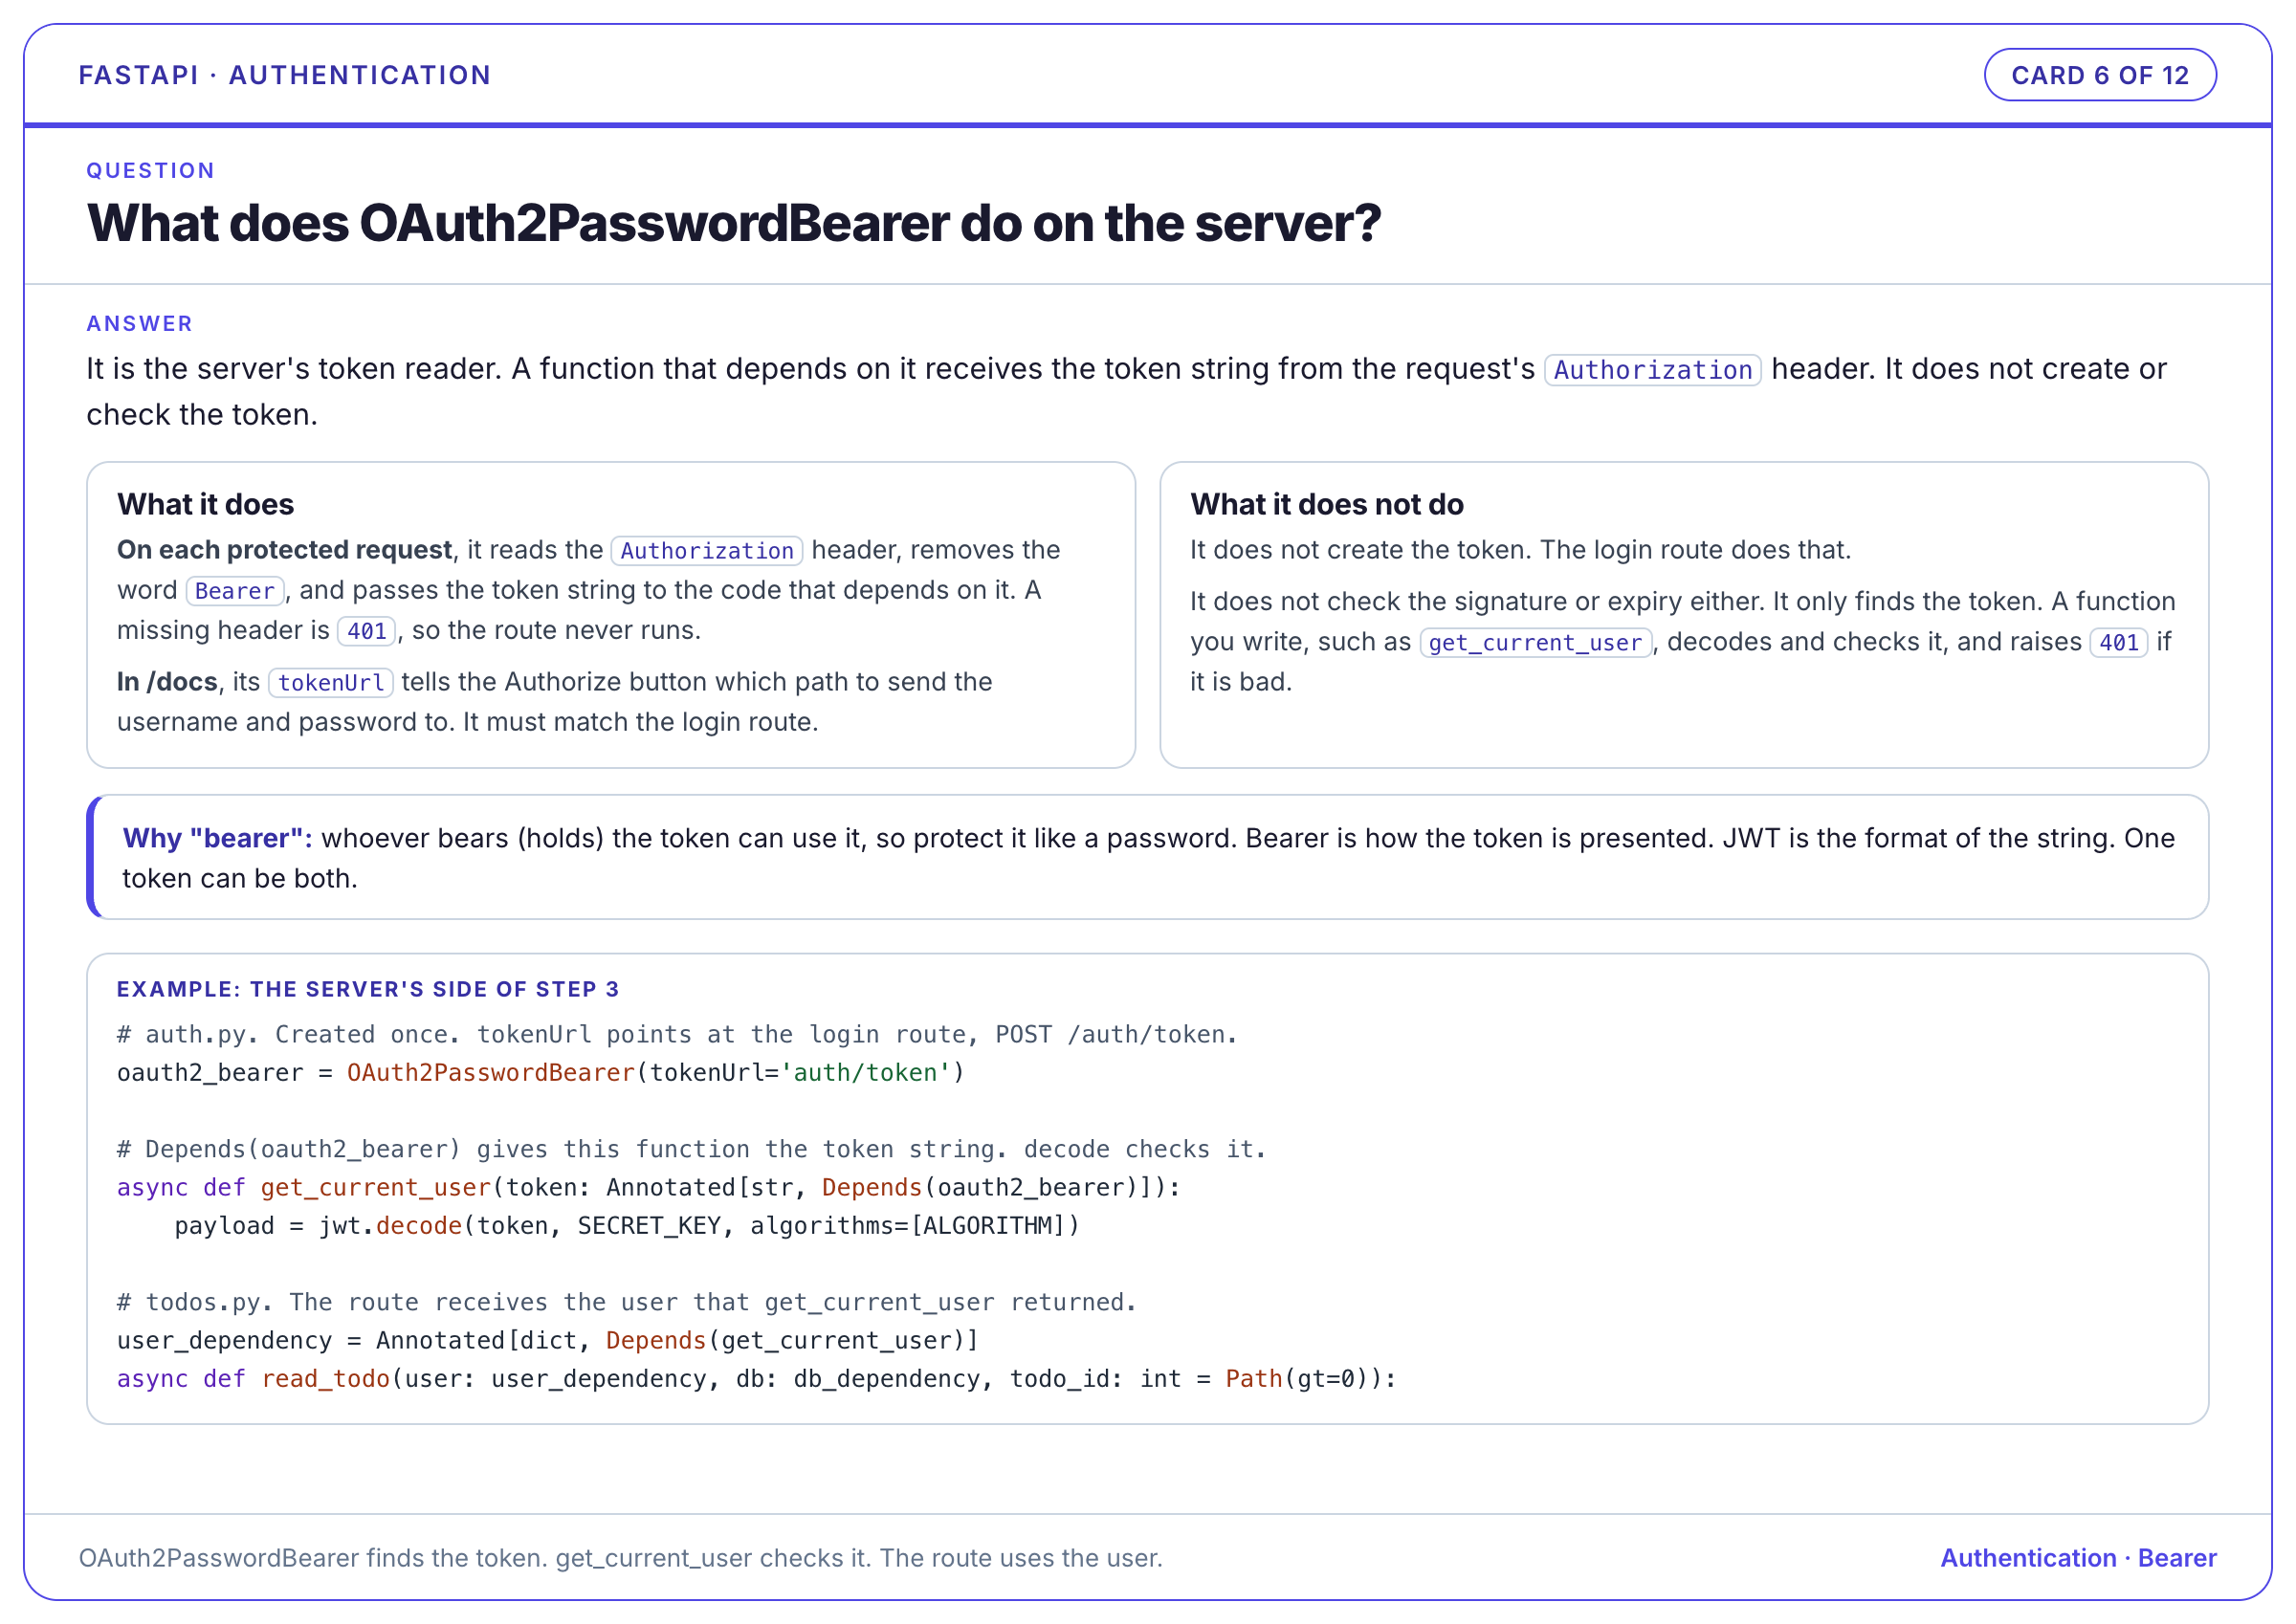 FASTAPI · AUTHENTICATION
CARD 6 OF 12
QUESTION
What does OAuth2PasswordBearer do on the server?
ANSWER
It is the server's token reader. A function that depends on it receives the token string from the request's Authorization header. It does not create or
check the token.
What it does
On each protected request, it reads the Authorization header, removes the
word Bearer, and passes the token string to the code that depends on it. A
missing header is 401, so the route never runs.
In /docs, its tokenUrl tells the Authorize button which path to send the
username and password to. It must match the login route.
What it does not do
It does not create the token. The login route does that.
It does not check the signature or expiry either. It only finds the token. A function
you write, such as get_current_user, decodes and checks it, and raises 401 if
it is bad.
Why "bearer": whoever bears (holds) the token can use it, so protect it like a password. Bearer is how the token is presented. JWT is the format of the string. One
token can be both.
EXAMPLE: THE SERVER'S SIDE OF STEP 3
# auth.py. Created once. tokenUrl points at the login route, POST /auth/token.
oauth2_bearer = OAuth2PasswordBearer(tokenUrl='auth/token')
# Depends(oauth2_bearer) gives this function the token string. decode checks it.
async def get_current_user(token: Annotated[str, Depends(oauth2_bearer)]):
    payload = jwt.decode(token, SECRET_KEY, algorithms=[ALGORITHM])
# todos.py. The route receives the user that get_current_user returned.
user_dependency = Annotated[dict, Depends(get_current_user)]
async def read_todo(user: user_dependency, db: db_dependency, todo_id: int = Path(gt=0)):
OAuth2PasswordBearer finds the token. get_current_user checks it. The route uses the user.
Authentication · Bearer